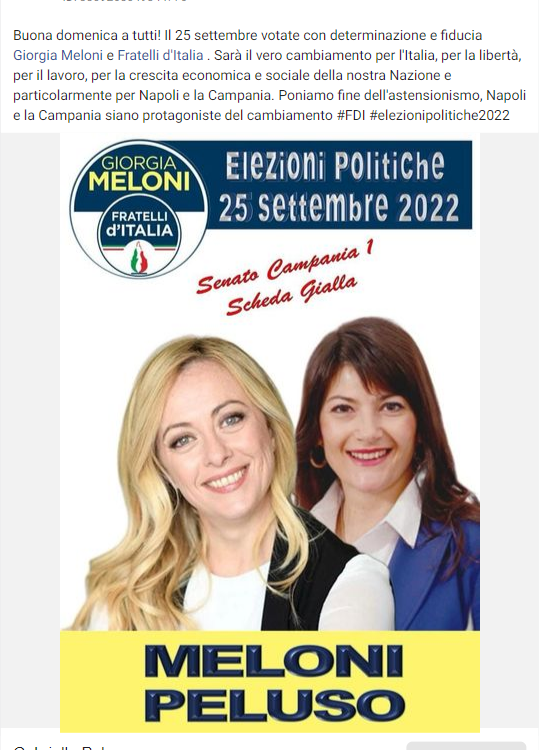 Buona domenica a tutti! Il 25 settembre votate con determinazione e fiducia
Giorgia Meloni e Fratelli d'Italia . Sarà il vero cambiamento per l'Italia, per la libertà,
per il lavoro, per la crescita economica e sociale della nostra Nazione e
particolarmente per Napoli e la Campania. Poniamo fine dell'astensionismo, Napoli
e la Campania siano protagoniste del cambiamento #FDI #elezionipolitiche2022
GIORGIA
MELONI
FRATELLI
d'ITALIA
Elezioni Politiche
25 settembre 2022
Senato Campania 1
Scheda Gialla
MELONI
PELUSO